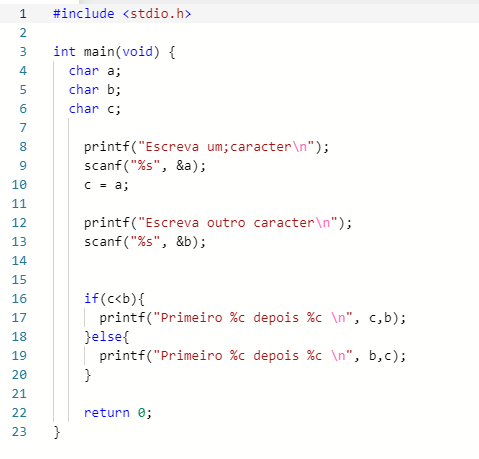 1 #include <stdio.h>
2
3 int main(void) {
4 char a;
5 char b;
6 char c;
7
8 printf("Escreva um;caracter\n");
9 scanf("%s", &a);
10 c = a;
11
12 printf("Escreva outro caracter\n");
13 scanf("%s", &b);
14
15
16 if(c<b){
17 printf("Primeiro %c depois %c \n", c,b);
18 }else{
19 printf("Primeiro %c depois %c \n", b,c);
20 }
21
22 return 0;
23 }